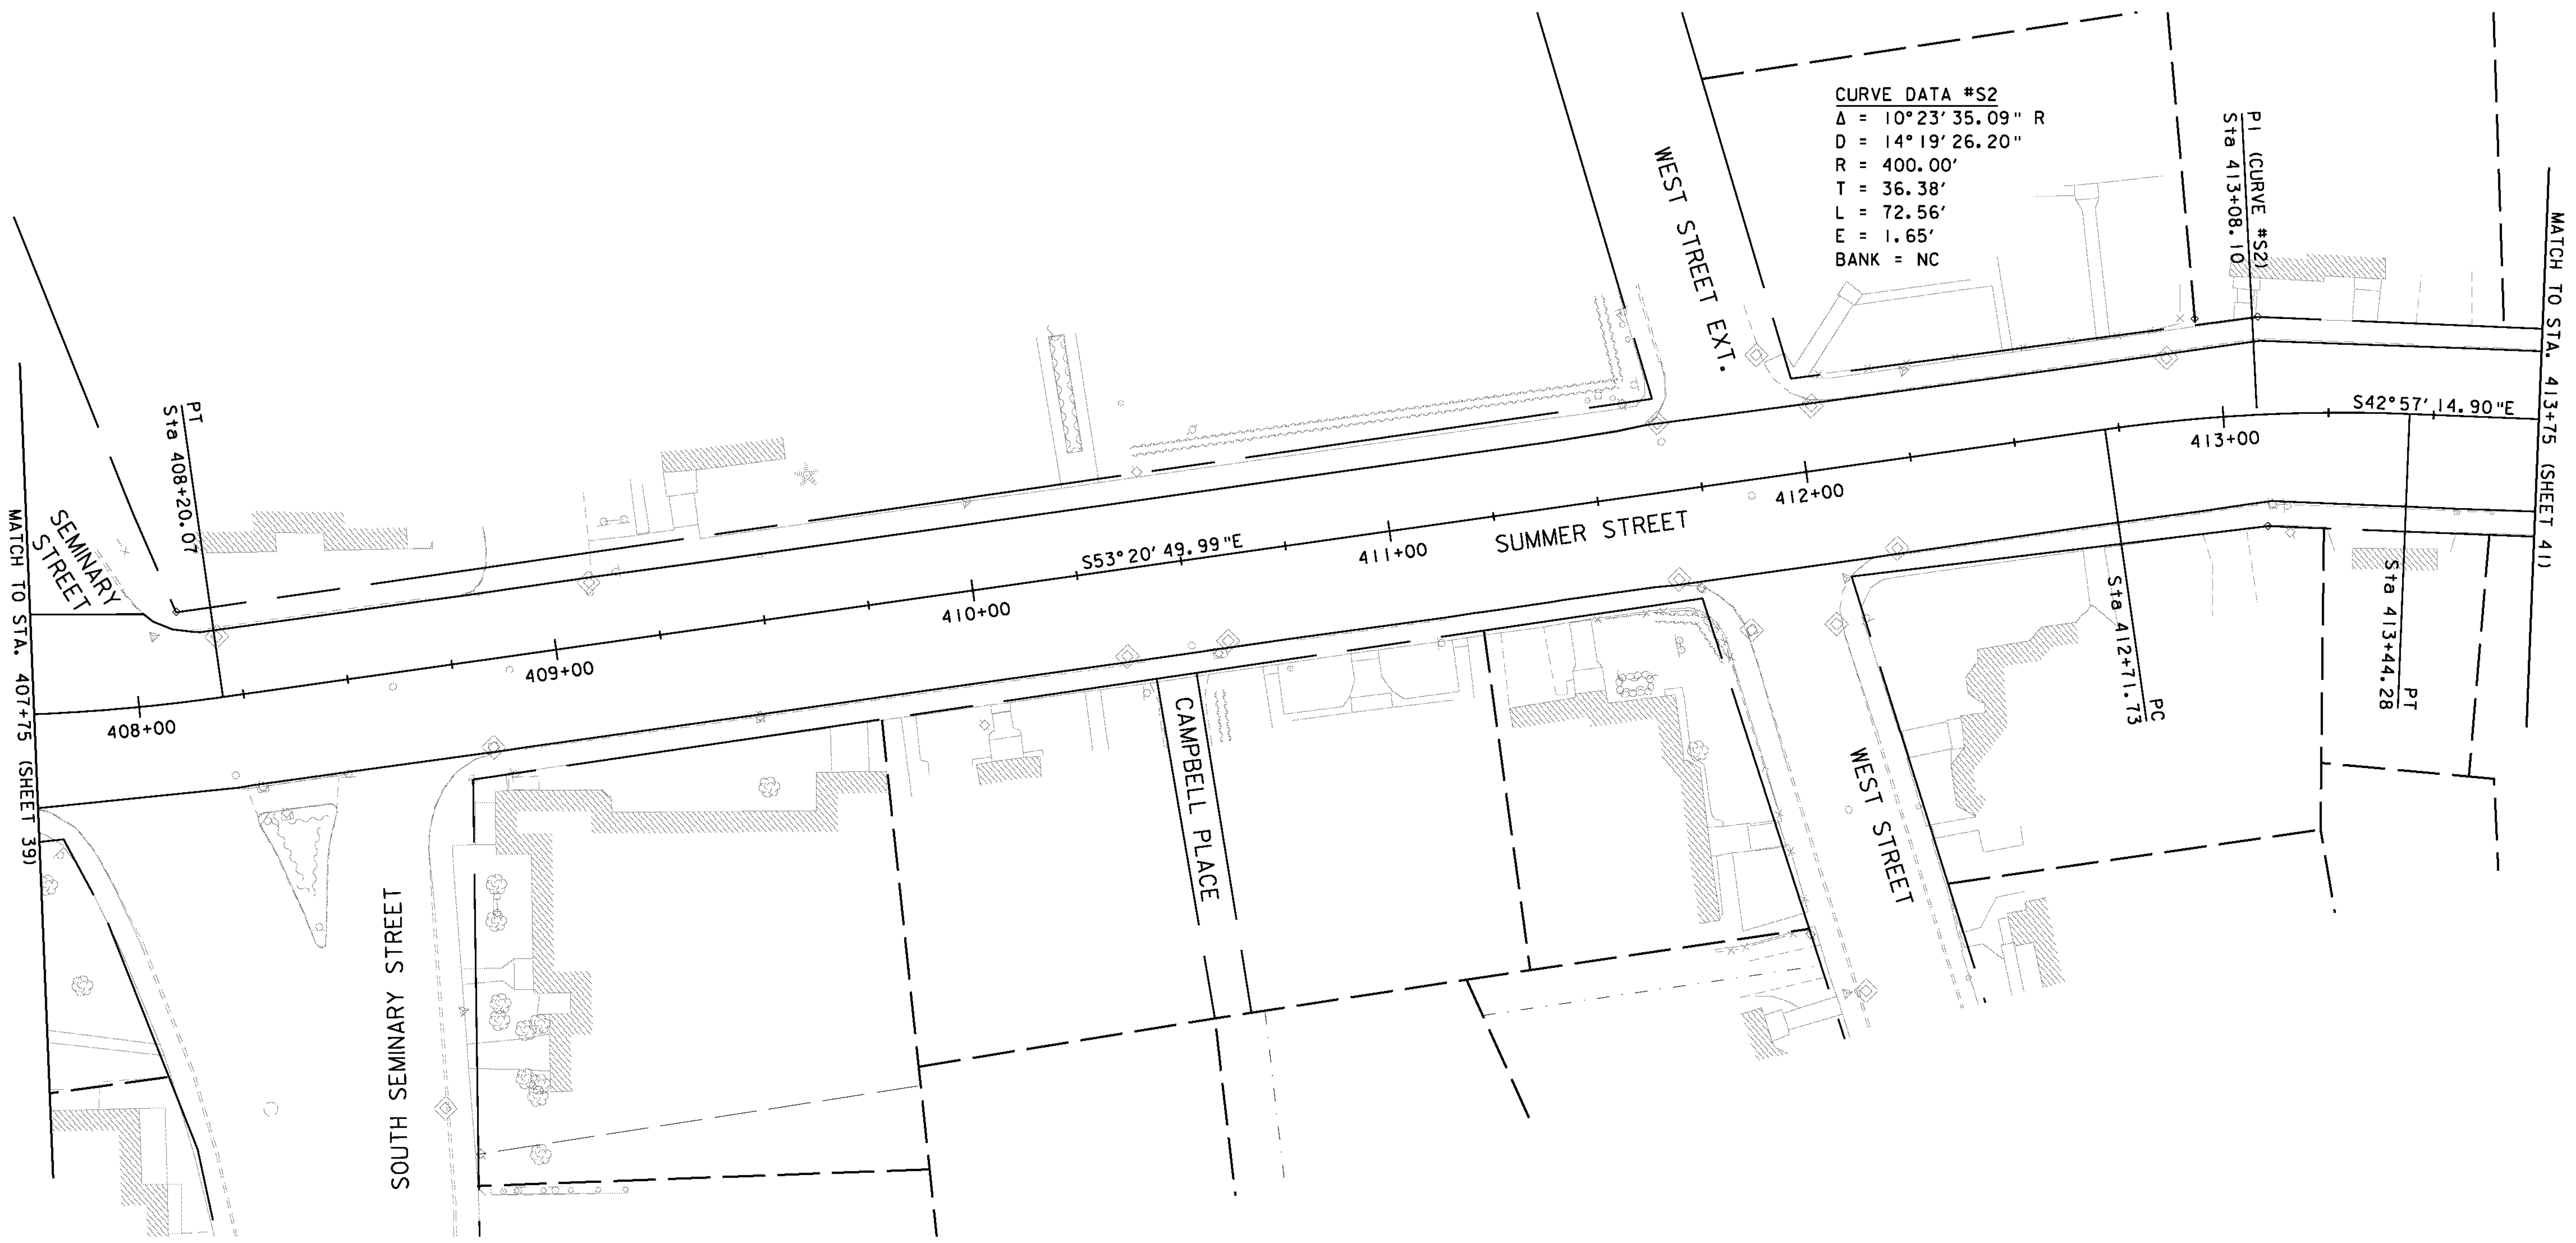 CURVE DATA #S2
Δ = 10°23'35.09" R
D = 14°19'26.20"
R = 400.00'
T = 36.38'
L = 72.56'
E = 1.65'
BANK = NC
PI (CURVE #S2)
Sta 413+08.10
MATCH TO STA. 413+75 (SHEET 41)
WEST STREET EXT.
S42°57'14.90"E
413+00
412+00
SUMMER STREET
411+00
S53°20'49.99"E
410+00
409+00
408+00
PT
Sta 408+20.07
SEMINARY
STREET
MATCH TO STA. 407+75 (SHEET 39)
SOUTH SEMINARY STREET
CAMPBELL PLACE
WEST STREET
PC
Sta 412+71.73
PT
Sta 413+44.28